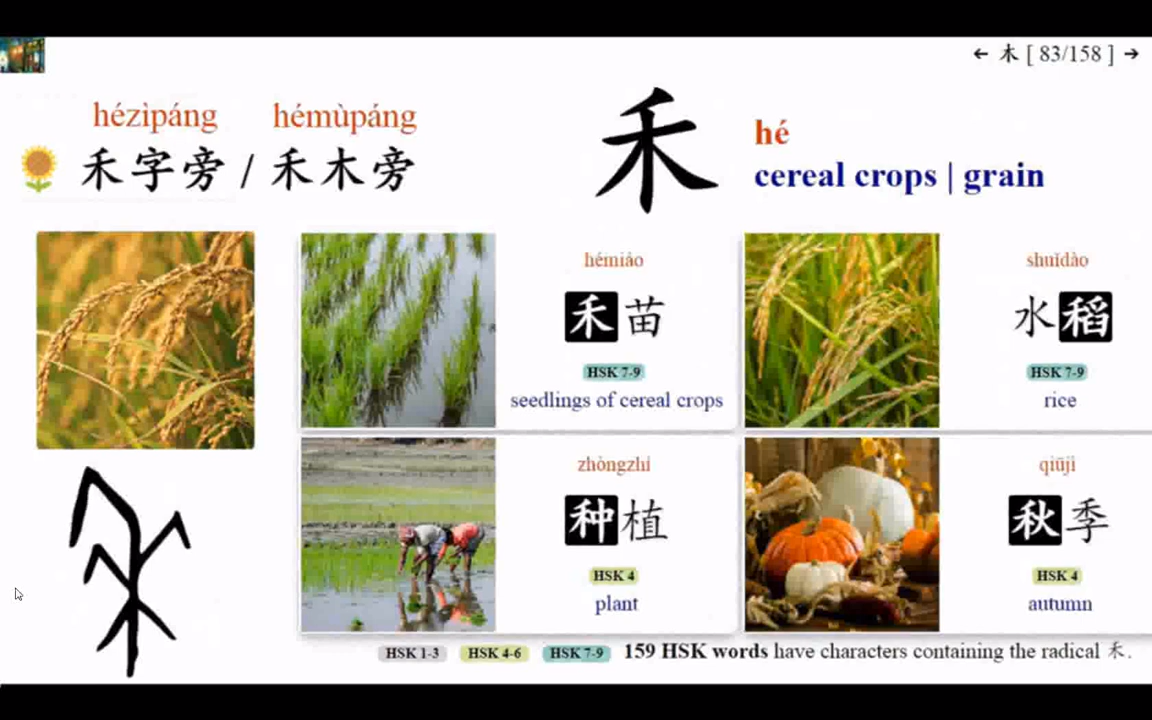 ← 木 [ 83/158 ] →
hézìpáng hémùpáng
禾字旁 / 禾木旁
禾
hé
cereal crops | grain
hémiáo
禾苗
HSK 7-9
seedlings of cereal crops
shuǐdào
水稻
HSK 7-9
rice
zhòngzhí
种植
HSK 4
plant
qiūjì
秋季
HSK 4
autumn
HSK 1-3 HSK 4-6 HSK 7-9 159 HSK words have characters containing the radical 禾.